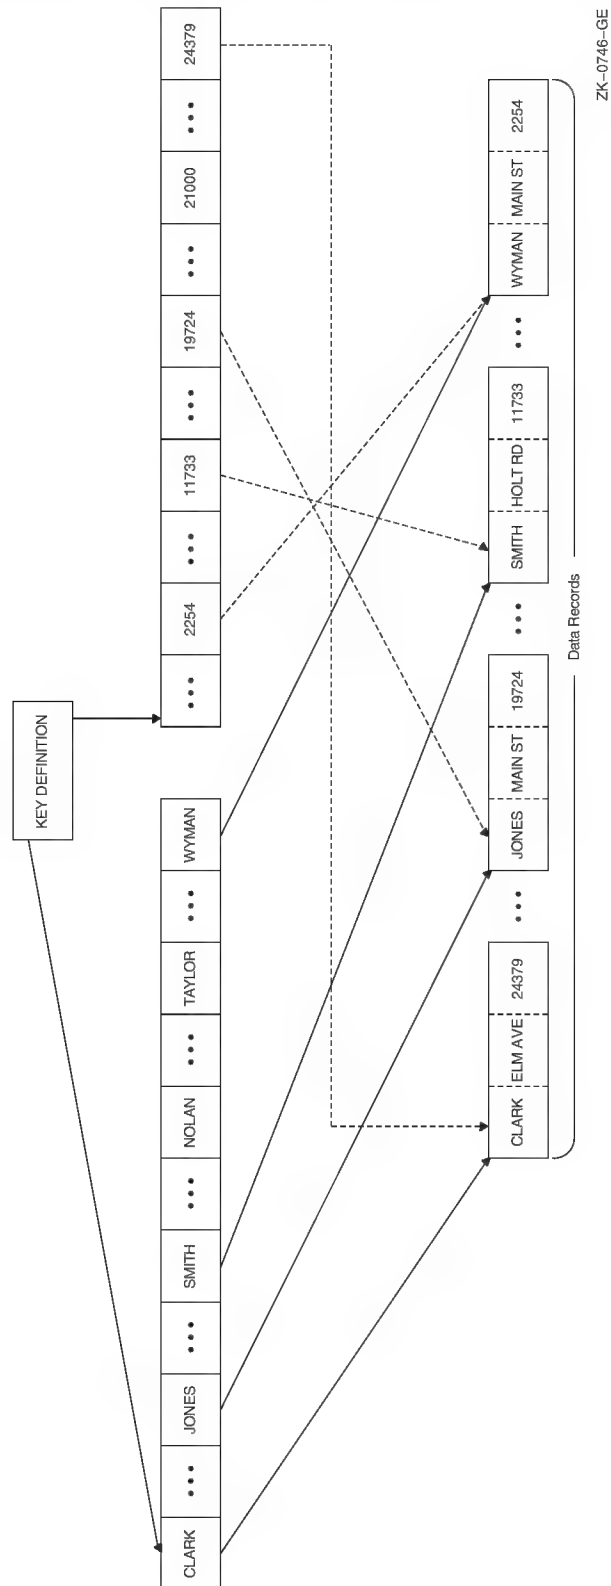 KEY DEFINITION
CLARK ••• JONES ••• SMITH ••• NOLAN ••• TAYLOR ••• WYMAN
••• 2254 ••• 11733 ••• 19724 ••• 21000 ••• 24379
CLARK ELM AVE 24379 ••• JONES MAIN ST 19724 ••• SMITH HOLT RD 11733 ••• WYMAN MAIN ST 2254
Data Records
ZK–0746–GE